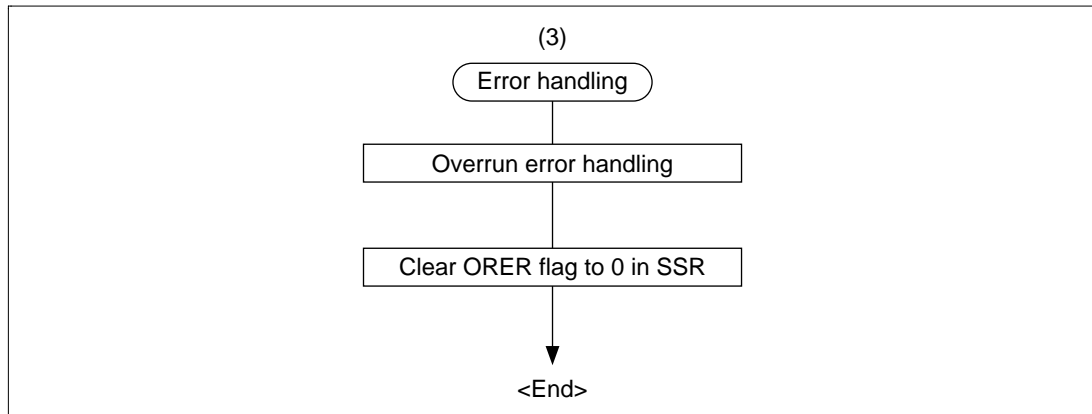 (3)
Error handling
Overrun error handling
Clear ORER flag to 0 in SSR
<End>